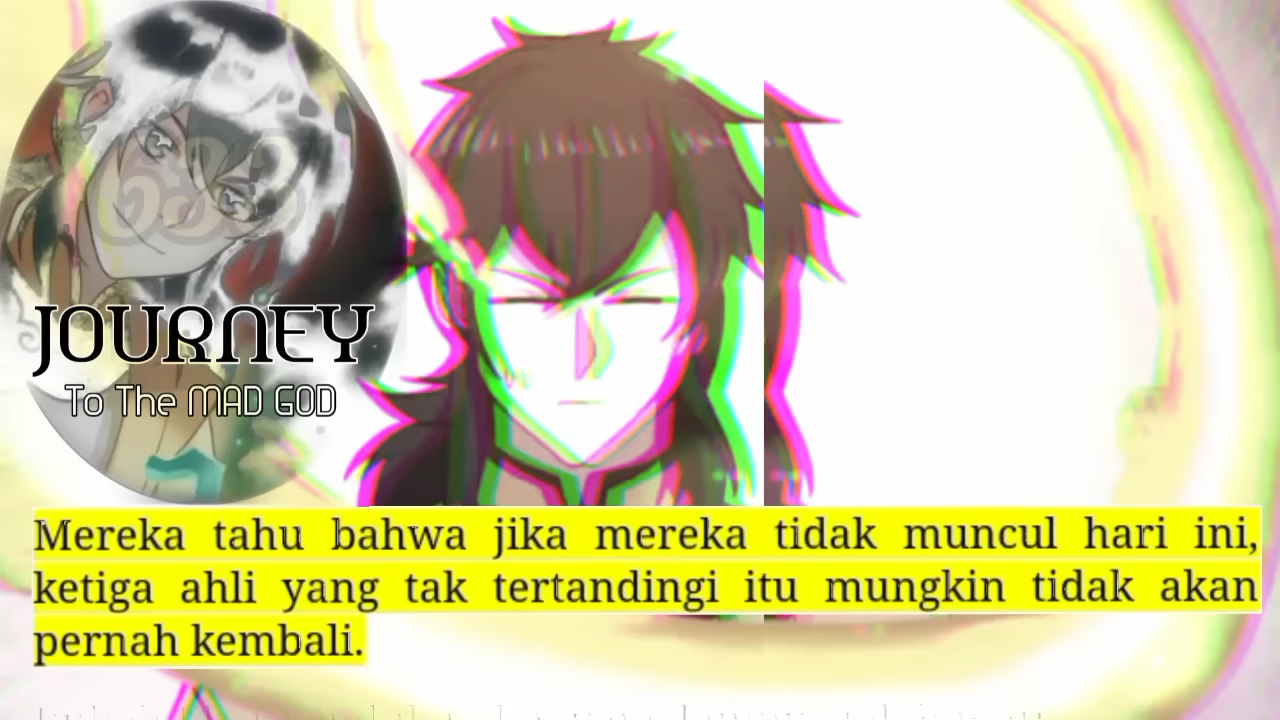 JOURNEY
To The MAD GOD
Mereka tahu bahwa jika mereka tidak muncul hari ini,
ketiga ahli yang tak tertandingi itu mungkin tidak akan
pernah kembali.